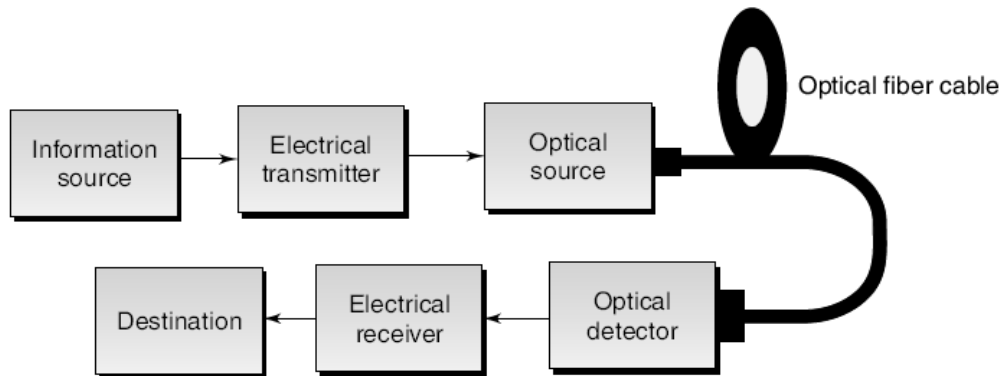 Information
source
Electrical
transmitter
Optical
source
Optical fiber cable
Destination
Electrical
receiver
Optical
detector